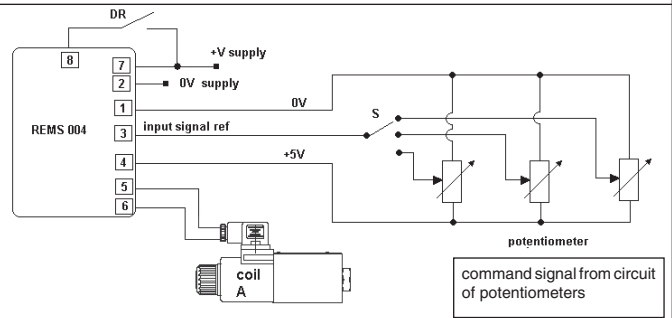 DR
8
7
+V supply
2
0V supply
1
0V
REMS 004
3
input signal ref
S
4
+5V
5
6
potentiometer
coil
A
command signal from circuit
of potentiometers